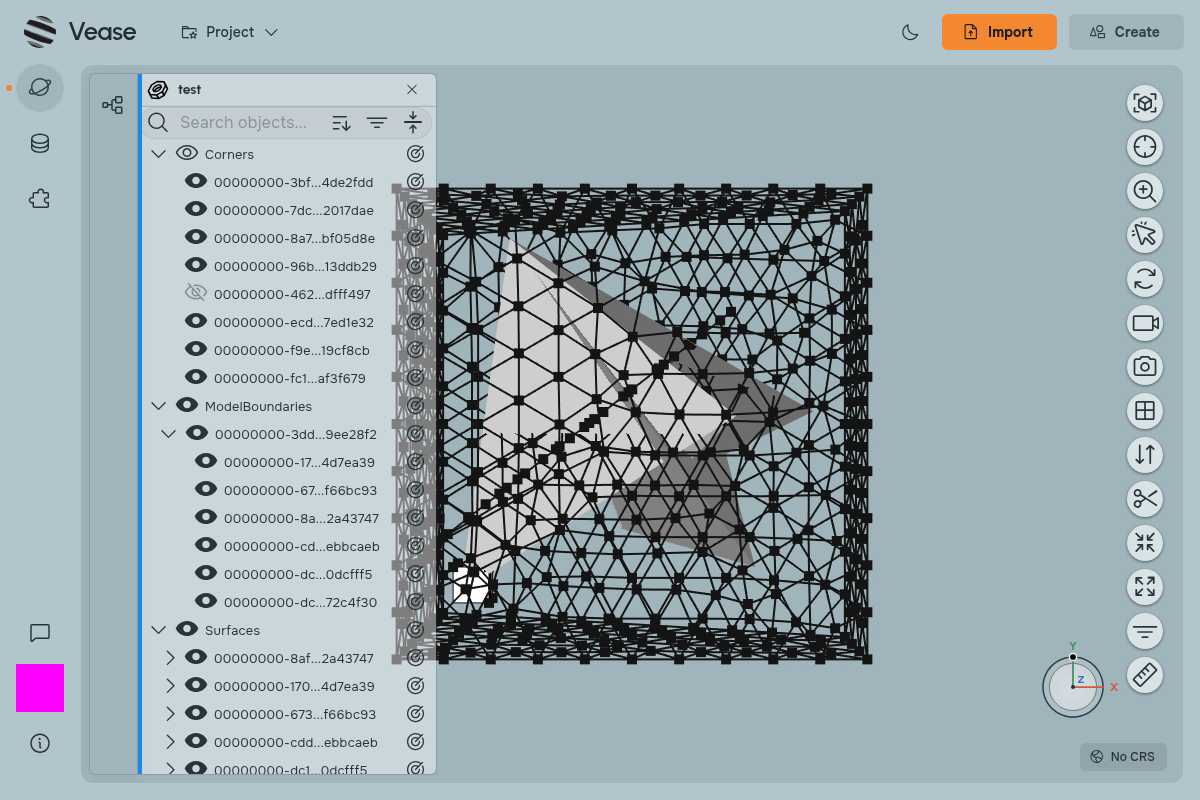 Vease
Project
Import
Create
test
Search objects...
Corners
00000000-3bf...4de2fdd
00000000-7dc...2017dae
00000000-8a7...bf05d8e
00000000-96b...13ddb29
00000000-462...dfff497
00000000-ecd...7ed1e32
00000000-f9e...19cf8cb
00000000-fc1...af3f679
ModelBoundaries
00000000-3dd...9ee28f2
00000000-17...4d7ea39
00000000-67...f66bc93
00000000-8a...2a43747
00000000-cd...ebbcaeb
00000000-dc...0dcfff5
00000000-dc...72c4f30
Surfaces
00000000-8af...2a43747
00000000-170...4d7ea39
00000000-673...f66bc93
00000000-cdd...ebbcaeb
00000000-dc1...0dcfff5
Y
Z
X
No CRS